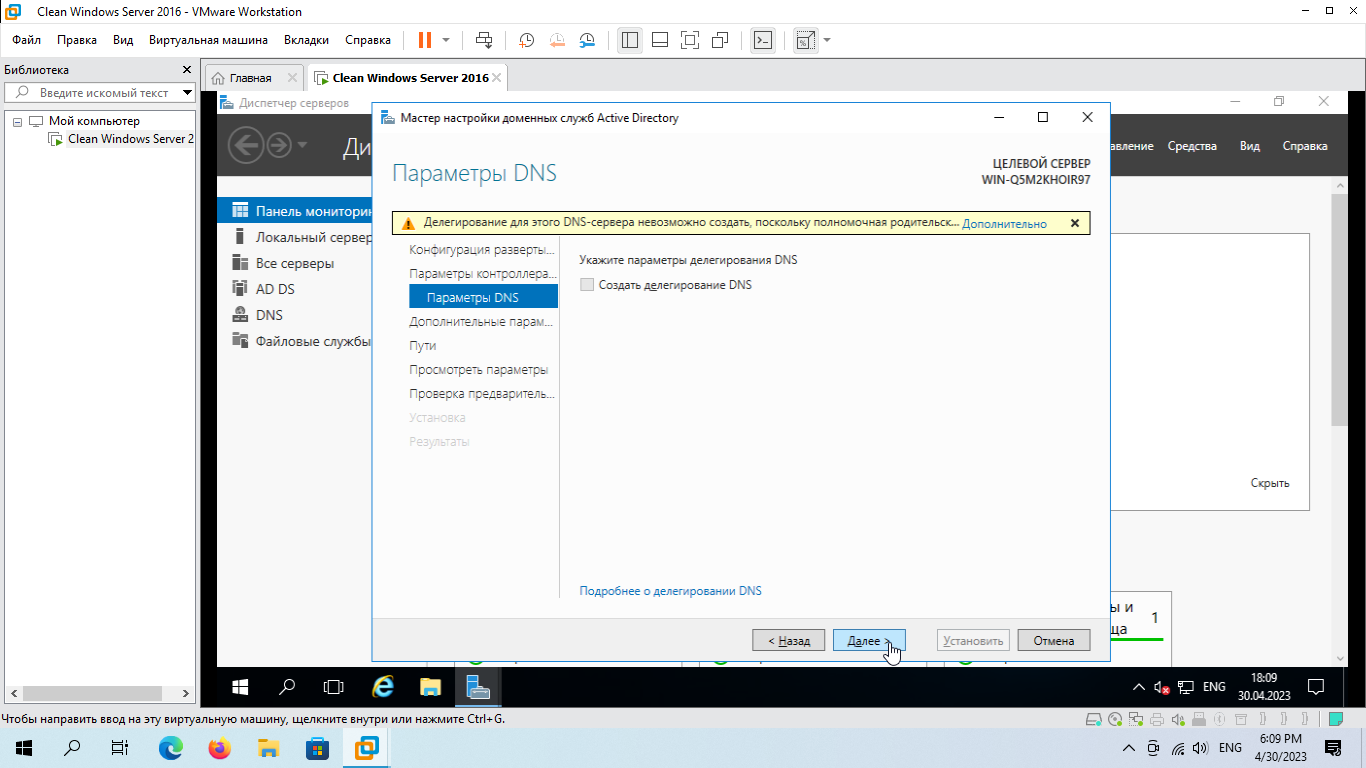 Clean Windows Server 2016 - VMware Workstation
Файл Правка Вид Виртуальная машина Вкладки Справка
Библиотека
Введите искомый текст
Мой компьютер
Clean Windows Server 2
Главная
Clean Windows Server 2016
Диспетчер серверов
Ди
авление Средства Вид Справка
Панель мониторин
Локальный сервер
Все серверы
AD DS
DNS
Файловые службы
Мастер настройки доменных служб Active Directory
Параметры DNS
ЦЕЛЕВОЙ СЕРВЕР
WIN-Q5M2KHOIR97
Делегирование для этого DNS-сервера невозможно создать, поскольку полномочная родительск... Дополнительно
Конфигурация разверты...
Параметры контроллера...
Параметры DNS
Дополнительные парам...
Пути
Просмотреть параметры
Проверка предваритель...
Установка
Результаты
Укажите параметры делегирования DNS
Создать делегирование DNS
Подробнее о делегировании DNS
< Назад Далее > Установить Отмена
Скрыть
ы и
ща
1
ENG
18:09
30.04.2023
Чтобы направить ввод на эту виртуальную машину, щелкните внутри или нажмите Ctrl+G.
ENG
6:09 PM
4/30/2023